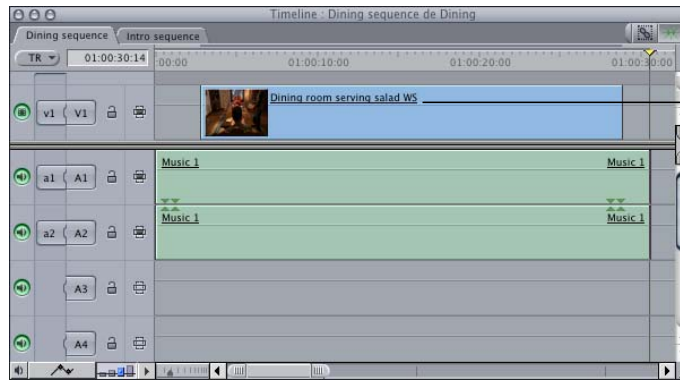 Timeline : Dining sequence de Dining
Dining sequence
Intro sequence
TR
01:00:30:14
:00:00
01:00:10:00
01:00:20:00
01:00:30:00
v1
V1
Dining room serving salad WS
a1
A1
Music 1
Music 1
a2
A2
Music 1
Music 1
A3
A4